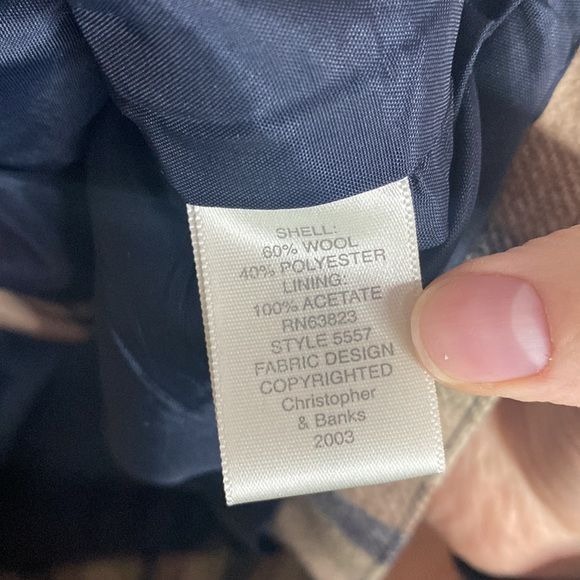 SHELL:
60% WOOL
40% POLYESTER
LINING:
100% ACETATE
RN63823
STYLE 5557
FABRIC DESIGN
COPYRIGHTED
Christopher
& Banks
2003